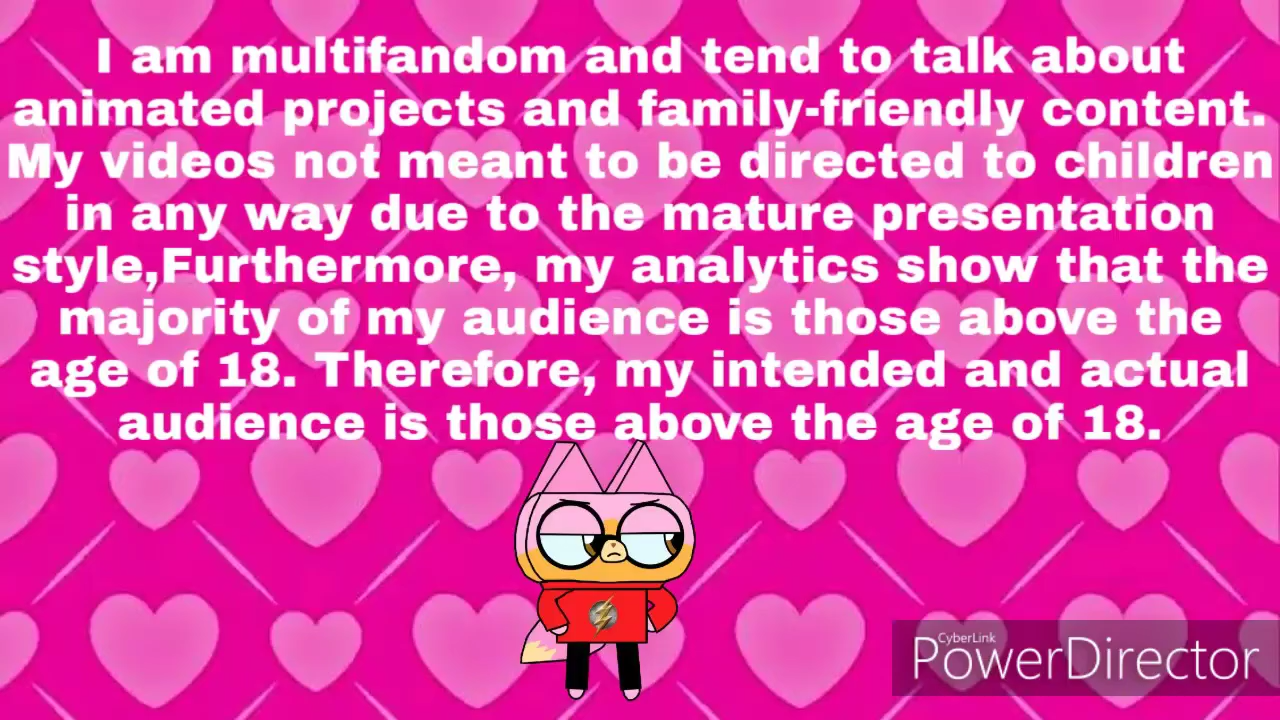 I am multifandom and tend to talk about
animated projects and family-friendly content.
My videos not meant to be directed to children
in any way due to the mature presentation
style,Furthermore, my analytics show that the
majority of my audience is those above the
age of 18. Therefore, my intended and actual
audience is those above the age of 18.
CyberLink
PowerDirector